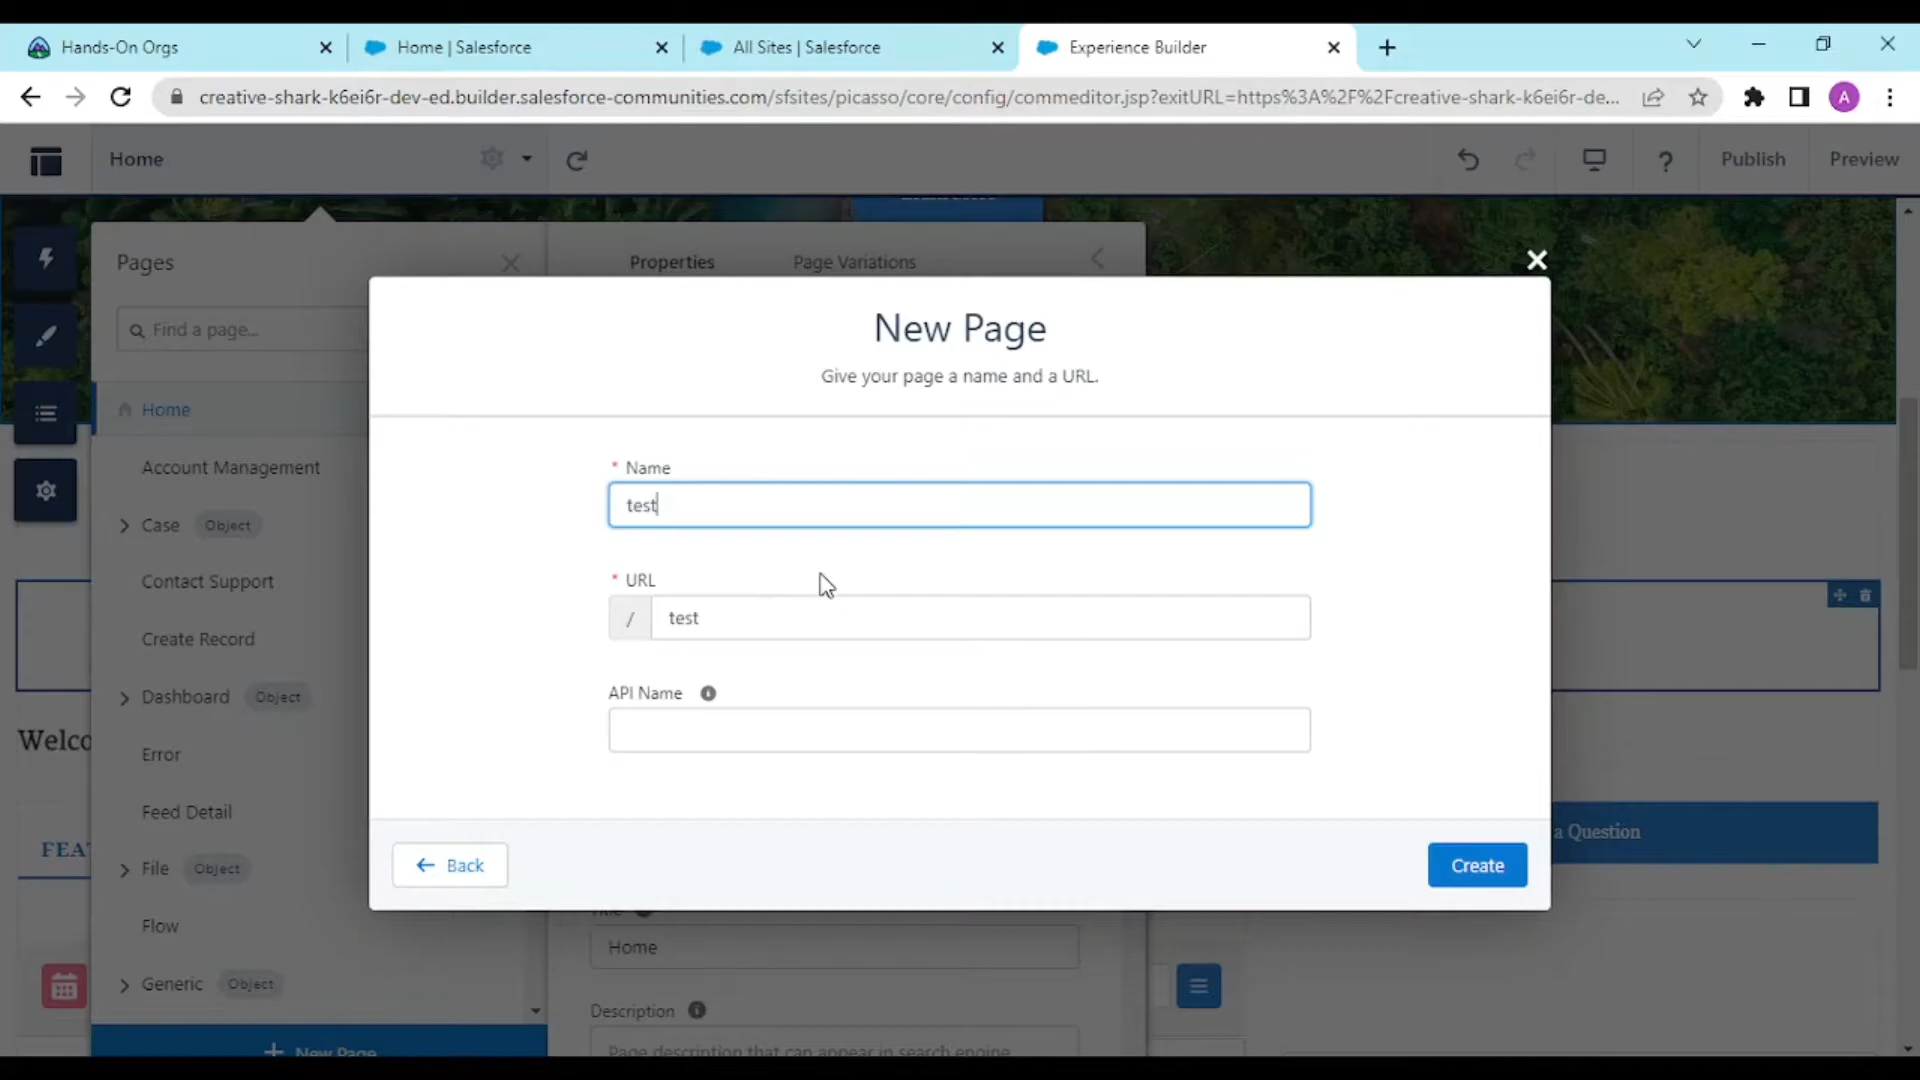 Hands-On Orgs
Home | Salesforce
All Sites | Salesforce
Experience Builder
creative-shark-k6ei6r-dev-ed.builder.salesforce-communities.com/sfsites/picasso/core/config/commeditor.jsp?exitURL=https%3A%2F%2Fcreative-shark-k6ei6r-de...
A
Home
?
Publish
Preview
Pages
Properties
Page Variations
Find a page...
Home
Account Management
Case Object
Contact Support
Create Record
Dashboard Object
Error
Feed Detail
File Object
Flow
Generic Object
New Page
New Page
Give your page a name and a URL.
* Name
test
* URL
/ test
API Name
Back
Create
Welco
FEA
a Question
Title
Home
Description
Page description that can appear in search engine